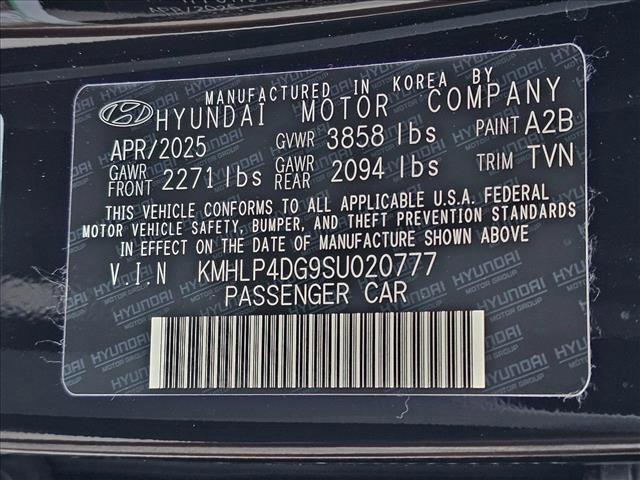 MANUFACTURED IN KOREA BY
HYUNDAI MOTOR COMPANY
APR/2025 GVWR 3858 lbs PAINT A2B
GAWR FRONT 2271 lbs GAWR REAR 2094 lbs TRIM TVN
THIS VEHICLE CONFORMS TO ALL APPLICABLE U.S.A. FEDERAL
MOTOR VEHICLE SAFETY, BUMPER, AND THEFT PREVENTION STANDARDS
IN EFFECT ON THE DATE OF MANUFACTURE SHOWN ABOVE
V.I.N KMHLP4DG9SU020777
PASSENGER CAR